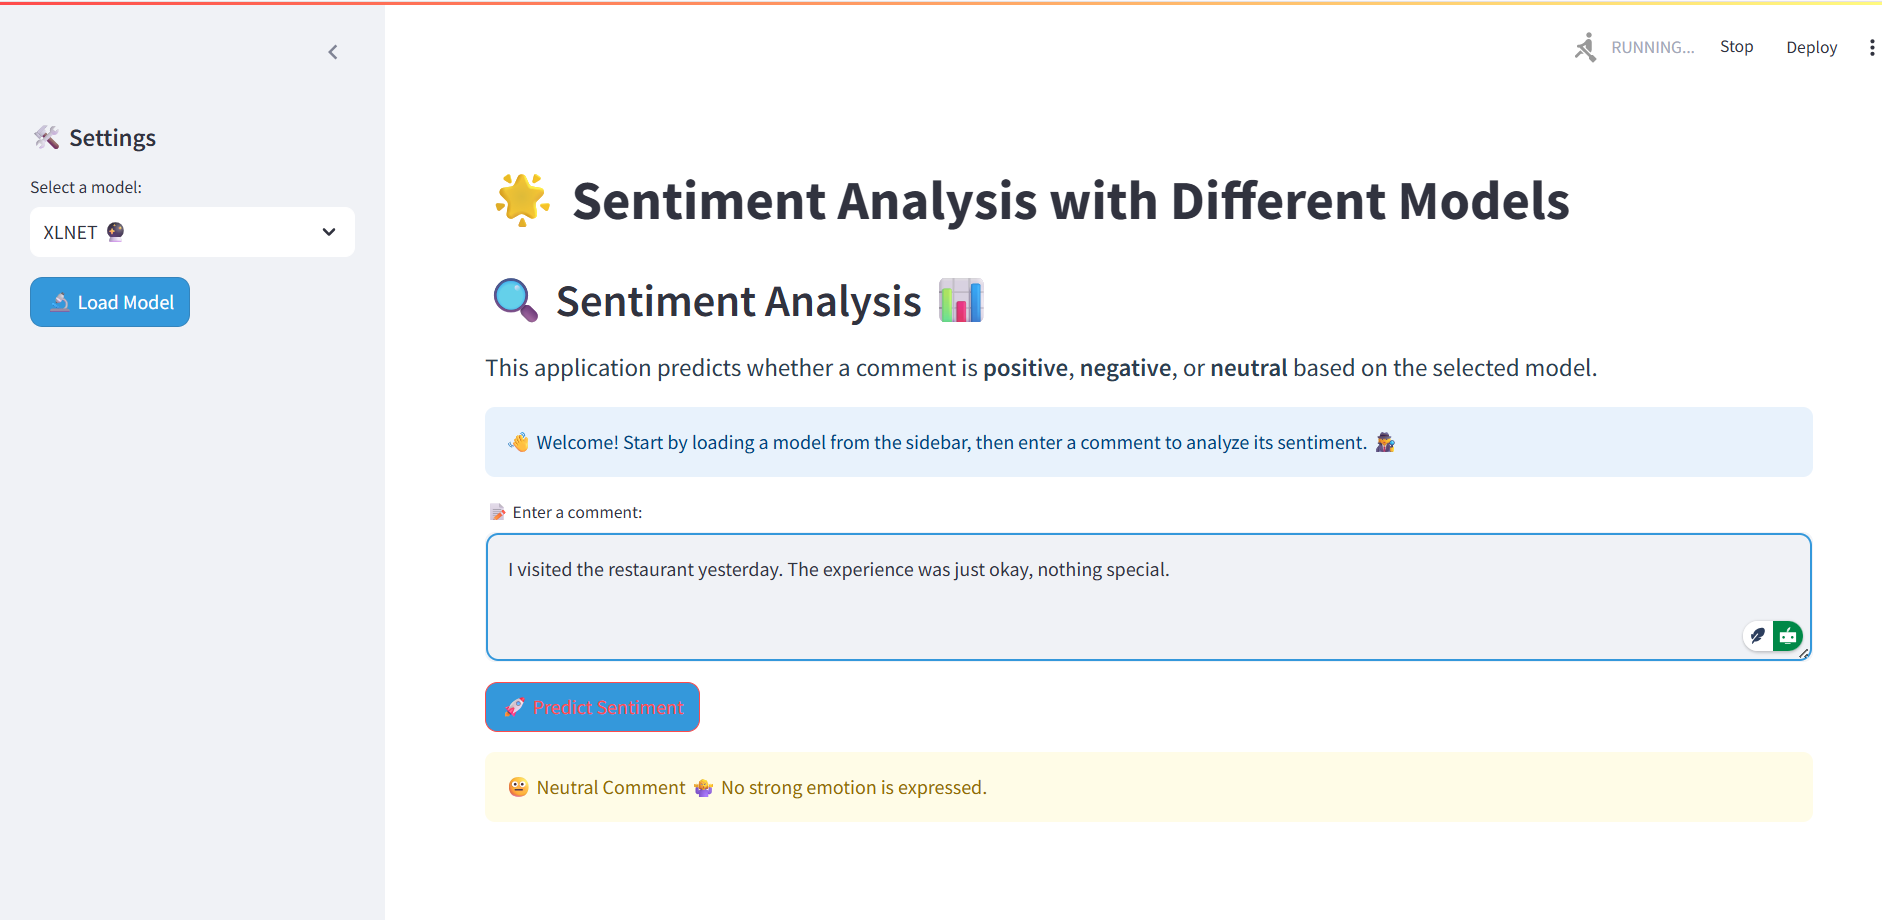 RUNNING...
Stop
Deploy
Settings
Select a model:
XLNET
Load Model
Sentiment Analysis with Different Models
Sentiment Analysis
This application predicts whether a comment is positive, negative, or neutral based on the selected model.
Welcome! Start by loading a model from the sidebar, then enter a comment to analyze its sentiment.
Enter a comment:
I visited the restaurant yesterday. The experience was just okay, nothing special.
Predict Sentiment
Neutral Comment No strong emotion is expressed.